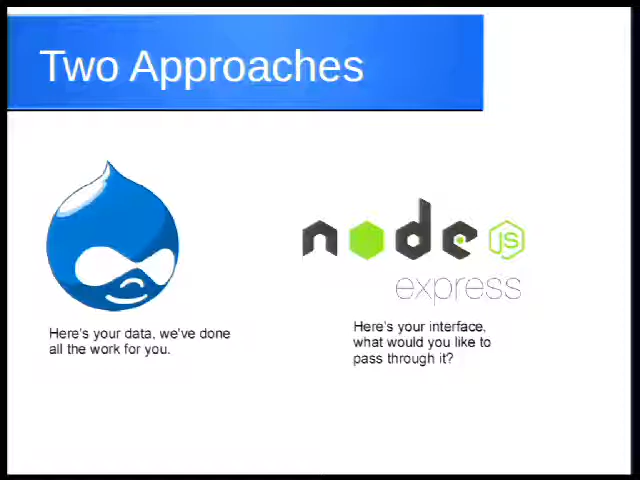 Two Approaches
node JS
express
Here's your data, we've done
all the work for you.
Here's your interface,
what would you like to
pass through it?